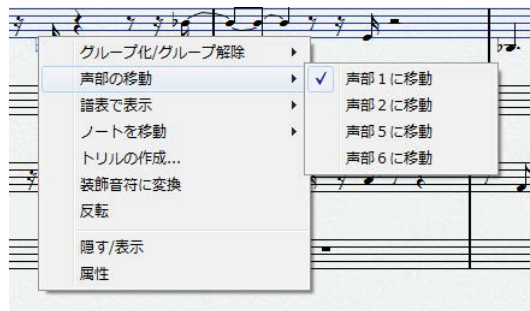 グループ化/グループ解除
声部の移動
譜表で表示
ノートを移動
トリルの作成...
装飾音符に変換
反転
隠す/表示
属性
声部１に移動
声部２に移動
声部５に移動
声部６に移動